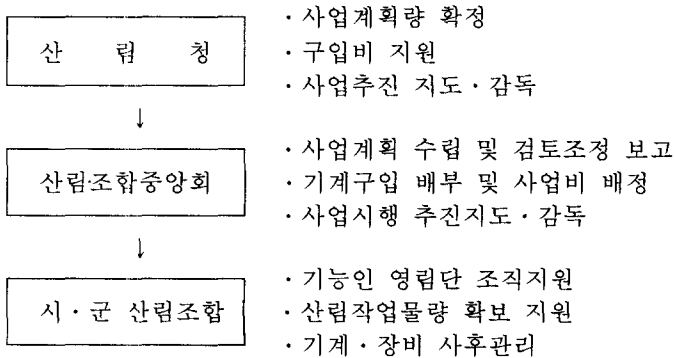 · 사업계획량 확정
산 림 청
· 구입비 지원
· 사업추진 지도 · 감독
↓
· 사업계획 수립 및 검토조정 보고
산림조합중앙회
· 기계구입 배부 및 사업비 배정
· 사업시행 추진지도 · 감독
↓
· 기능인 영림단 조직지원
시 · 군 산림조합
· 산림작업물량 확보 지원
· 기계 · 장비 사후관리